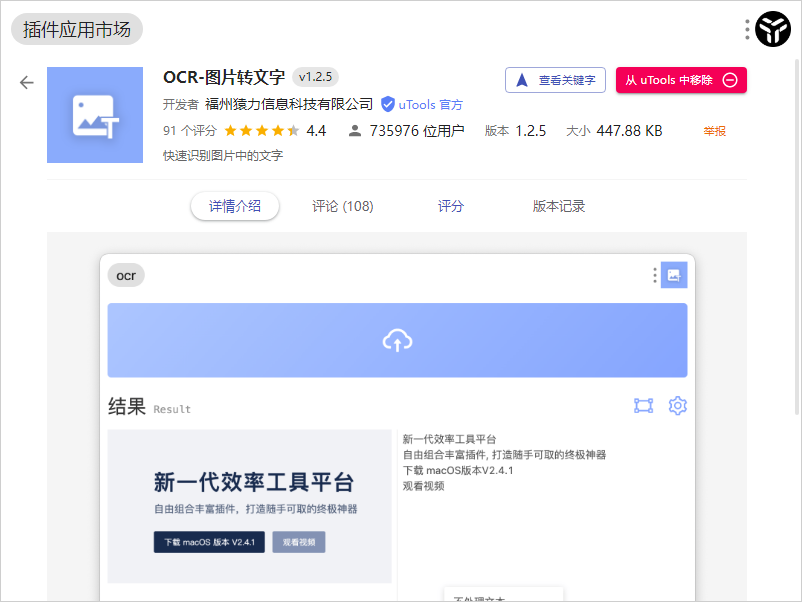 插件应用市场
OCR-图片转文字 v1.2.5
查看关键字
从 uTools 中移除
开发者 福州猿力信息科技有限公司 uTools 官方
91 个评分 4.4 735976 位用户 版本 1.2.5 大小 447.88 KB 举报
快速识别图片中的文字
详情介绍 评论 (108) 评分 版本记录
ocr
结果 Result
新一代效率工具平台
自由组合丰富插件，打造随手可取的终极神器
下载 macOS 版本 V2.4.1 观看视频
新一代效率工具平台
自由组合丰富插件, 打造随手可取的终极神器
下载 macOS版本V2.4.1
观看视频
不处理文本